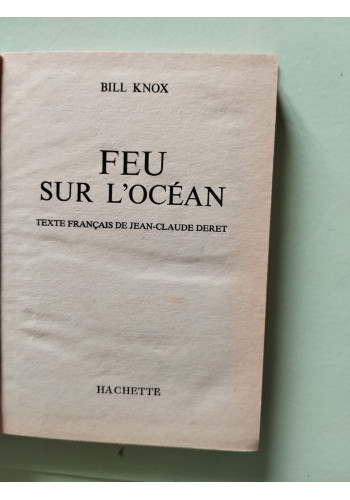 BILL KNOX
FEU
SUR L'OCÉAN
TEXTE FRANÇAIS DE JEAN-CLAUDE DERET
HACHETTE